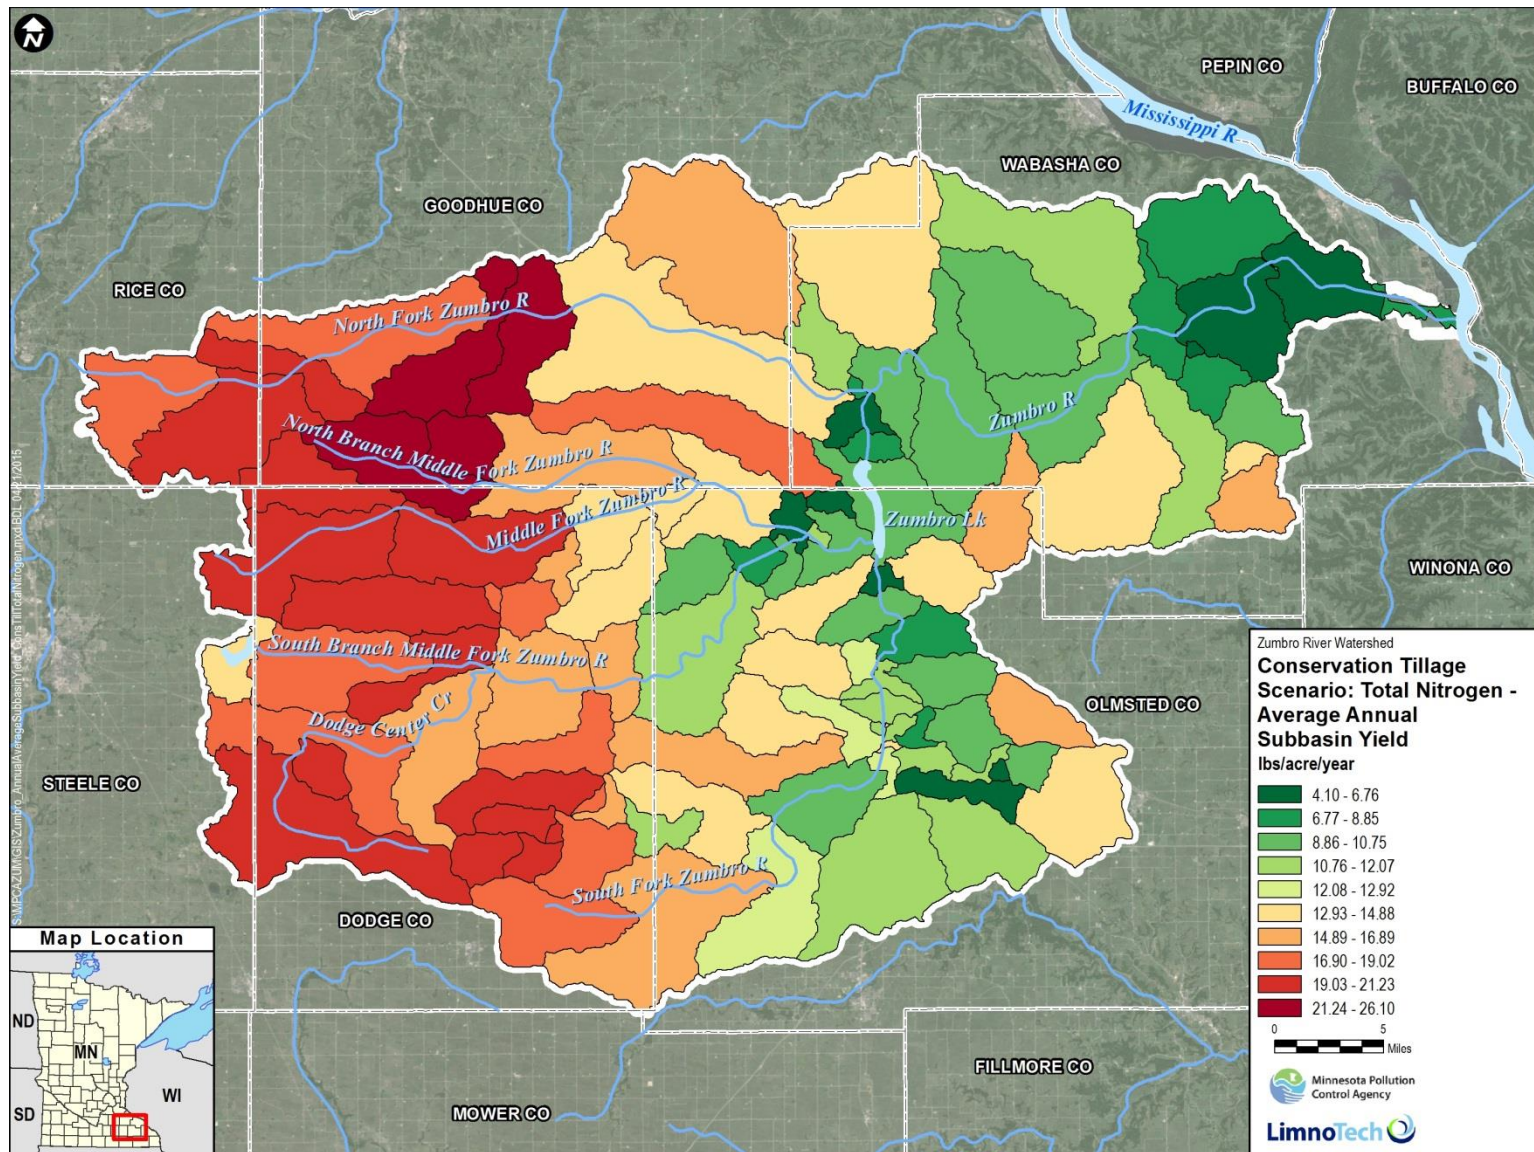 N
PEPIN CO
BUFFALO CO
Mississippi R
WABASHA CO
GOODHUE CO
RICE CO
North Fork Zumbro R
Zumbro R
North Branch Middle Fork Zumbro R
Middle Fork Zumbro R
Zumbro Lk
WINONA CO
South Branch Middle Fork Zumbro R
Dodge Center Cr
OLMSTED CO
STEELE CO
South Fork Zumbro R
DODGE CO
FILLMORE CO
MOWER CO
Map Location
ND
MN
SD
WI
Zumbro River Watershed
Conservation Tillage
Scenario: Total Nitrogen -
Average Annual
Subbasin Yield
lbs/acre/year
4.10 - 6.76
6.77 - 8.85
8.86 - 10.75
10.76 - 12.07
12.08 - 12.92
12.93 - 14.88
14.89 - 16.89
16.90 - 19.02
19.03 - 21.23
21.24 - 26.10
0 5
Miles
Minnesota Pollution
Control Agency
LimnoTech